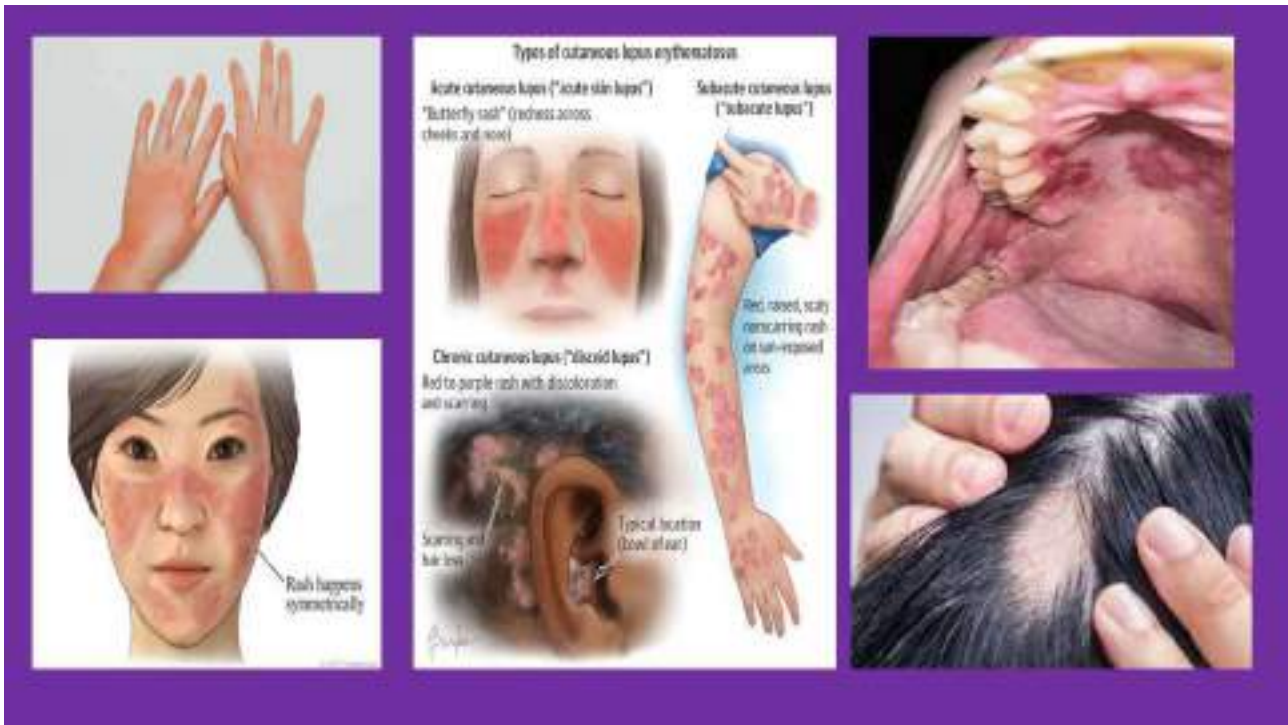 Types of cutaneous lupus erythematosus
Acute cutaneous lupus ("acute skin lupus")
"Butterfly rash" (redness across
cheeks and nose)
Subacute cutaneous lupus
("subacute lupus")
Red, raised, scaly
nonscarring rash
on sun-exposed
areas
Chronic cutaneous lupus ("discoid lupus")
Red to purple rash with discoloration
and scarring
Scarring and
hair loss
Typical location
(bowl of ear)
Rash happens
symmetrically